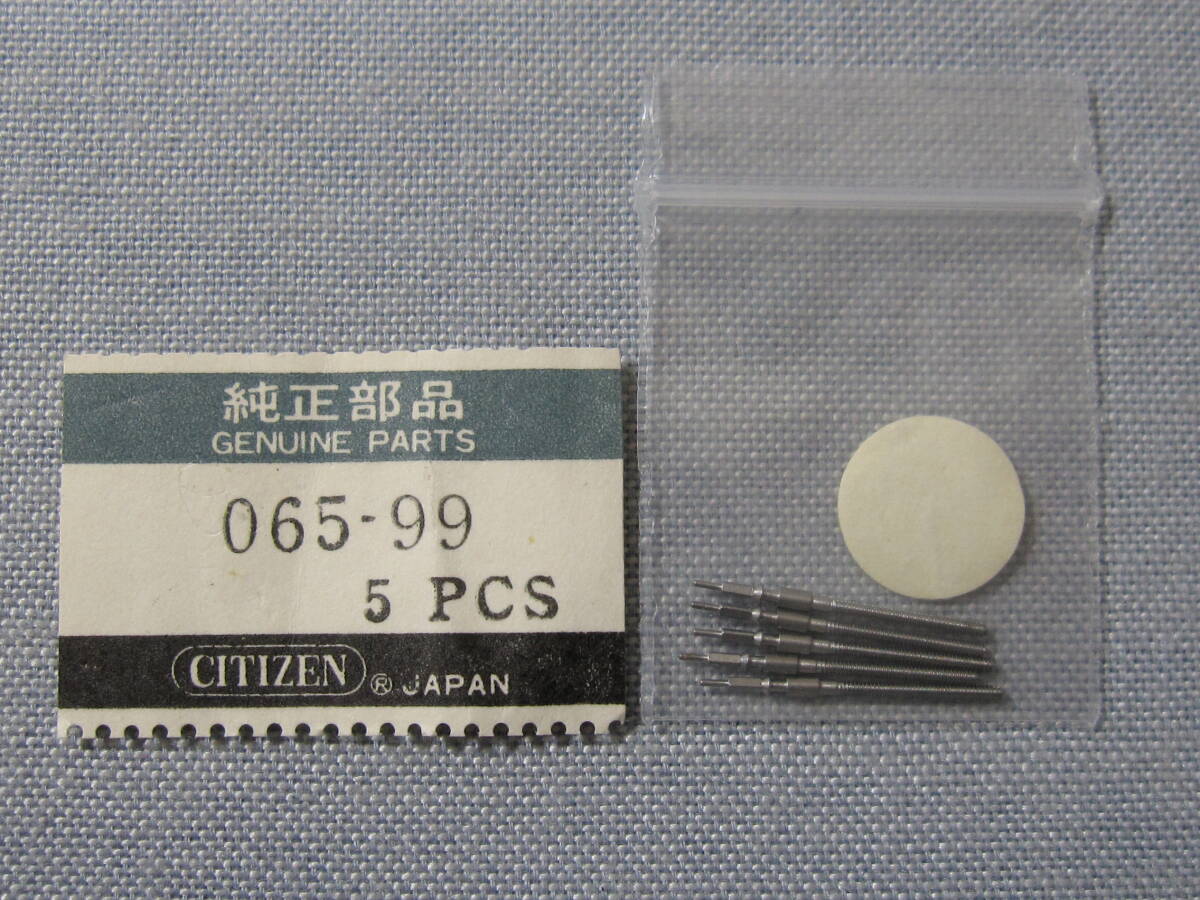 純正部品
GENUINE PARTS
065-99
5 PCS
CITIZEN ® JAPAN